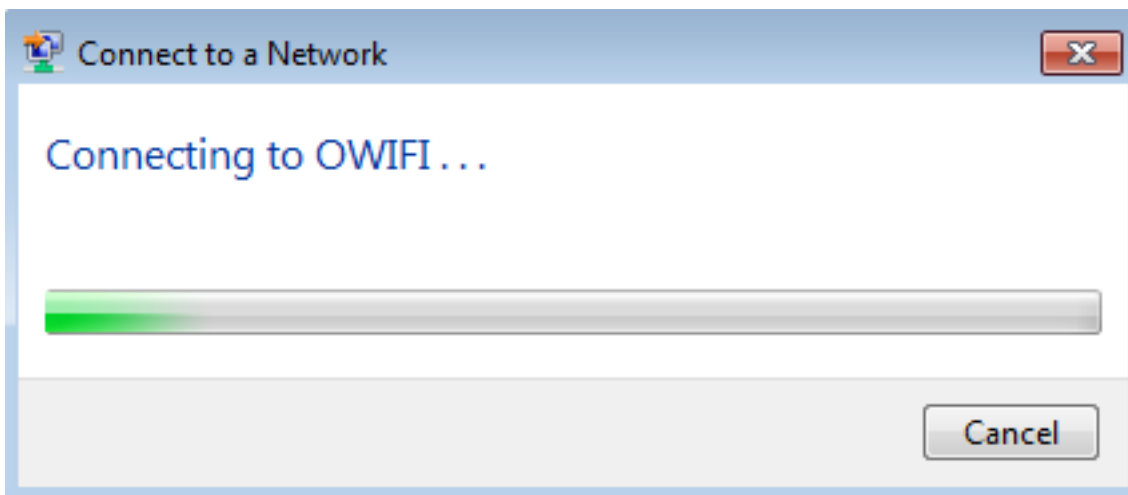 Connect to a Network
Connecting to OWIFI . . .
Cancel